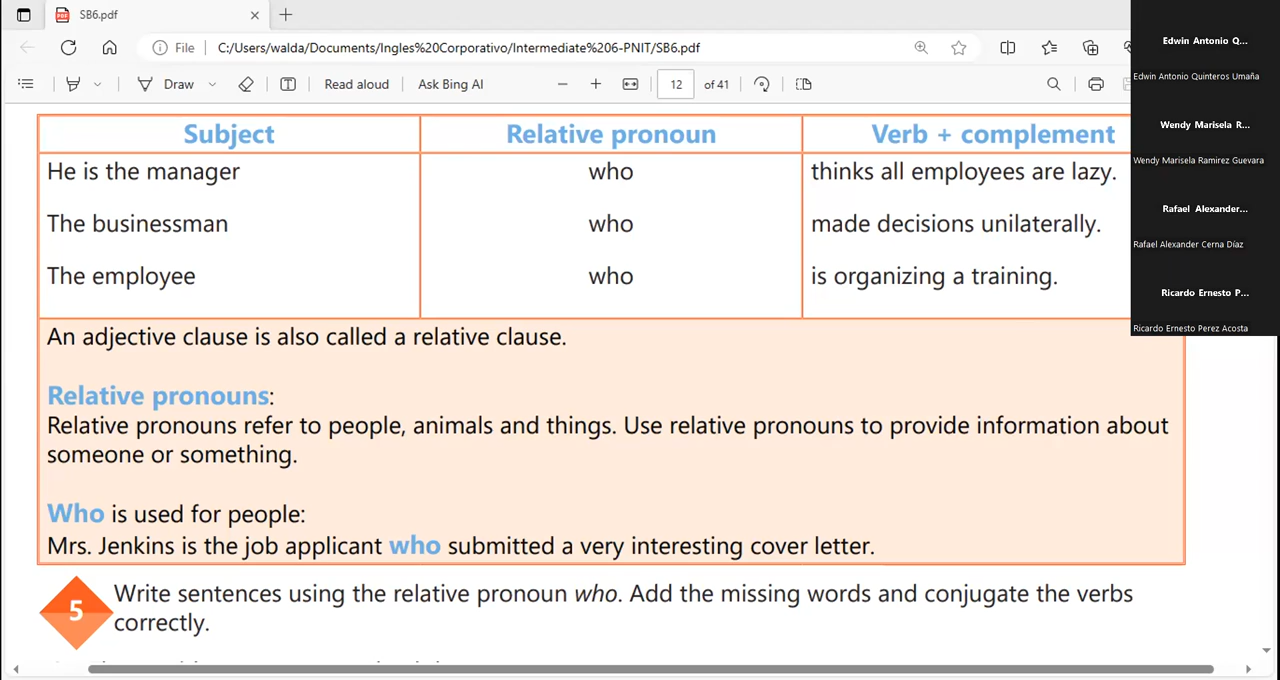 SB6.pdf
File C:/Users/walda/Documents/Ingles%20Corporativo/Intermediate%206-PNIT/SB6.pdf
Draw Read aloud Ask Bing AI 12 of 41
Subject Relative pronoun Verb + complement
He is the manager who thinks all employees are lazy.
The businessman who made decisions unilaterally.
The employee who is organizing a training.
An adjective clause is also called a relative clause.
Relative pronouns:
Relative pronouns refer to people, animals and things. Use relative pronouns to provide information about
someone or something.
Who is used for people:
Mrs. Jenkins is the job applicant who submitted a very interesting cover letter.
5 Write sentences using the relative pronoun who. Add the missing words and conjugate the verbs
correctly.
Edwin Antonio Q...
Edwin Antonio Quinteros Umaña
Wendy Marisela R...
Wendy Marisela Ramirez Guevara
Rafael Alexander...
Rafael Alexander Cerna Díaz
Ricardo Ernesto P...
Ricardo Ernesto Perez Acosta